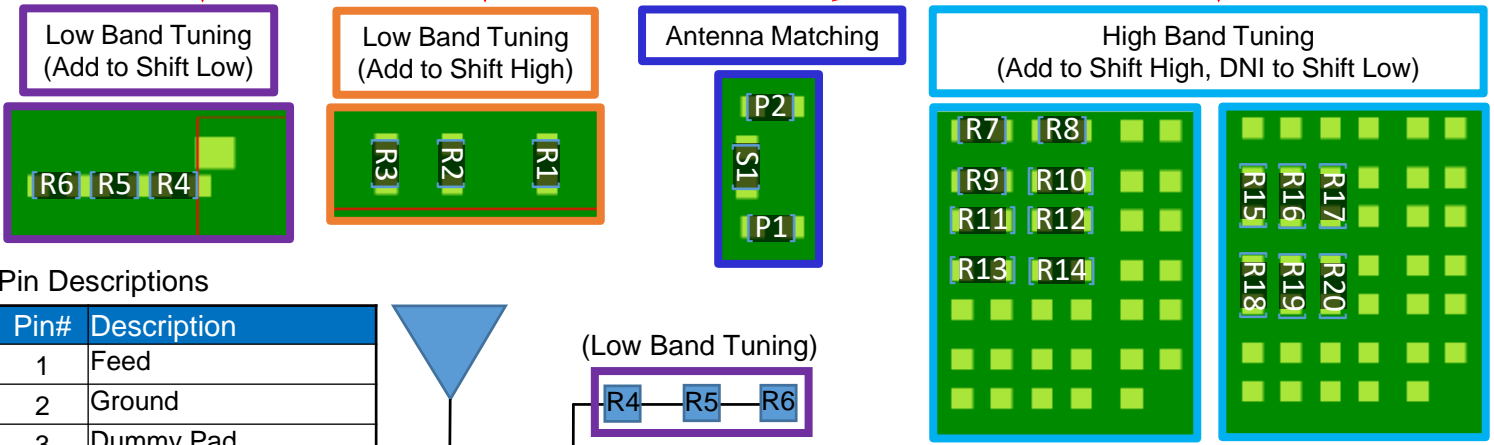 Low Band Tuning
(Add to Shift Low)
Low Band Tuning
(Add to Shift High)
Antenna Matching
High Band Tuning
(Add to Shift High, DNI to Shift Low)
R6 R5 R4
R3 R2 R1
P2
S1
P1
R7 R8
R9 R10
R11 R12
R13 R14
R15 R16 R17
R18 R19 R20
Pin Descriptions
Pin# Description
1 Feed
2 Ground
3 Dummy Pad
(Low Band Tuning)
R4 R5 R6